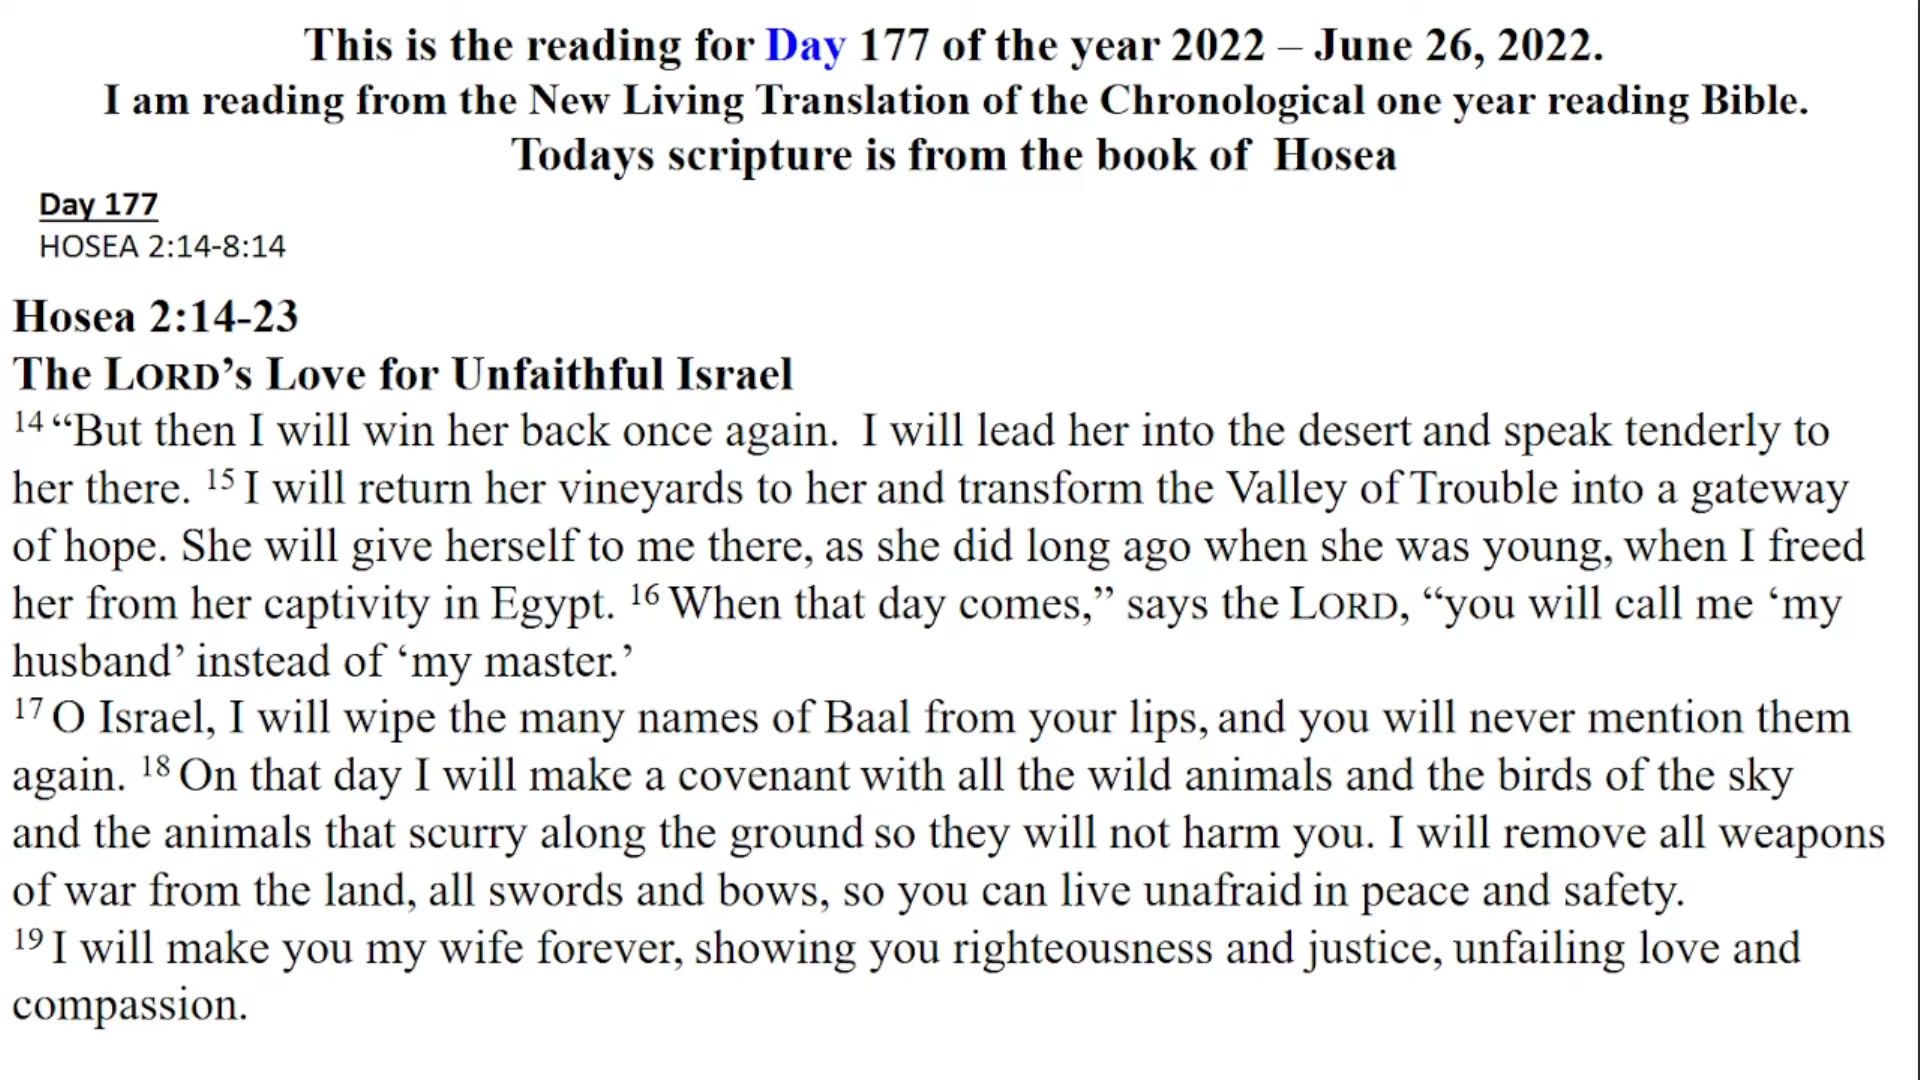 This is the reading for Day 177 of the year 2022 – June 26, 2022.
I am reading from the New Living Translation of the Chronological one year reading Bible.
Todays scripture is from the book of  Hosea
Day 177
HOSEA 2:14-8:14
Hosea 2:14-23
The LORD’s Love for Unfaithful Israel
14 “But then I will win her back once again.  I will lead her into the desert and speak tenderly to
her there. 15 I will return her vineyards to her and transform the Valley of Trouble into a gateway
of hope. She will give herself to me there, as she did long ago when she was young, when I freed
her from her captivity in Egypt. 16 When that day comes,” says the LORD, “you will call me ‘my
husband’ instead of ‘my master.’
17 O Israel, I will wipe the many names of Baal from your lips, and you will never mention them
again. 18 On that day I will make a covenant with all the wild animals and the birds of the sky
and the animals that scurry along the ground so they will not harm you. I will remove all weapons
of war from the land, all swords and bows, so you can live unafraid in peace and safety.
19 I will make you my wife forever, showing you righteousness and justice, unfailing love and
compassion.